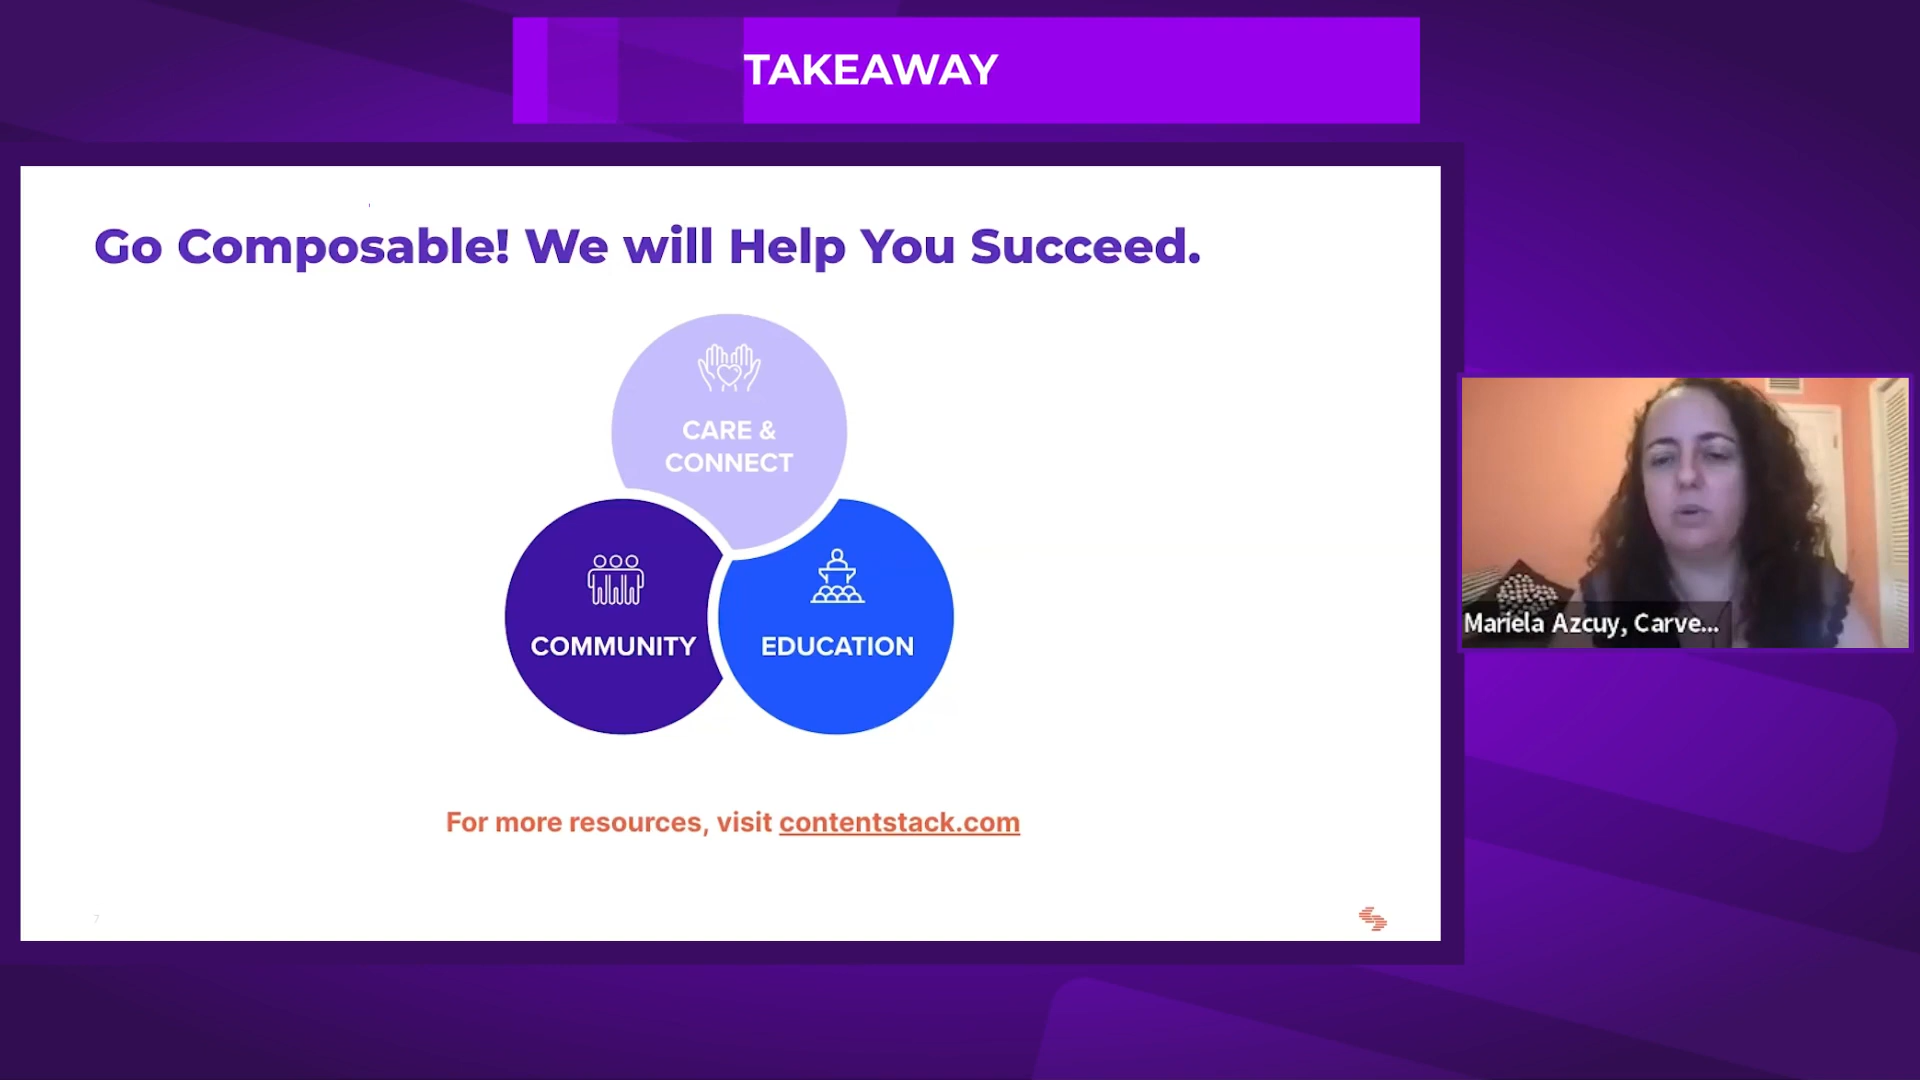 TAKEAWAY
Go Composable! We will Help You Succeed.
CARE &
CONNECT
COMMUNITY
EDUCATION
Mariela Azcuy, Carve...
For more resources, visit contentstack.com
7